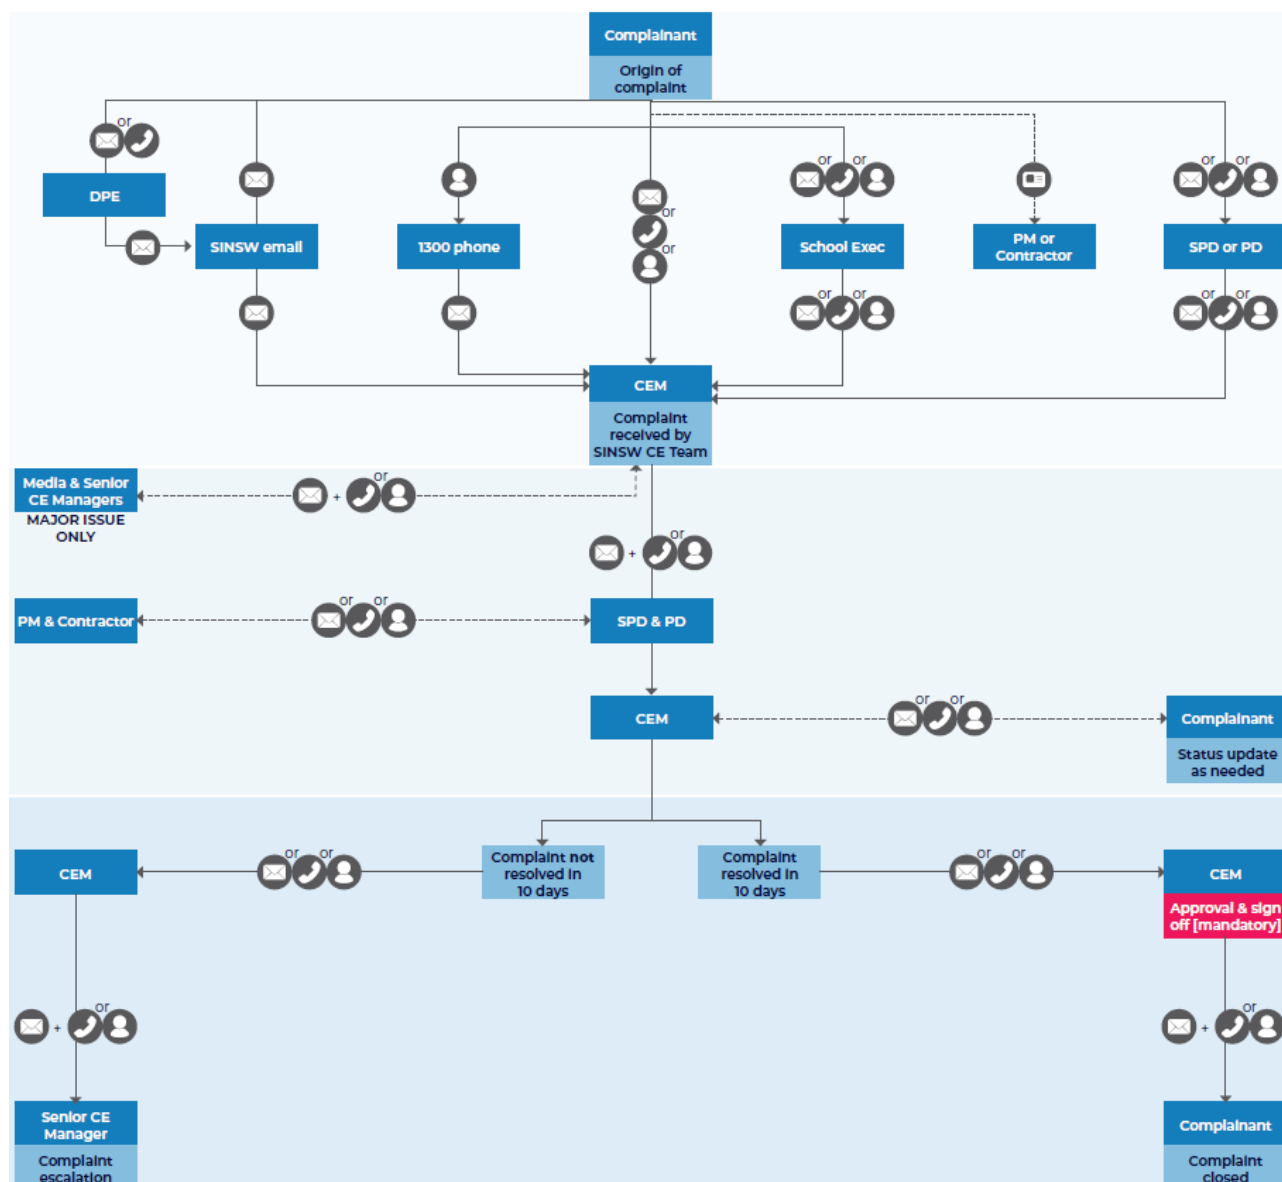 Complainant
Origin of
complaint
or
DPE
SINSW email
1300 phone
or
or
or
or
School Exec
PM or
Contractor
or
or
SPD or PD
or
or
or
or
CEM
Complaint
received by
SINSW CE Team
Media & Senior
CE Managers
MAJOR ISSUE
ONLY
+
or
+
or
PM & Contractor
or
or
SPD & PD
CEM
or
or
Complainant
Status update
as needed
CEM
or
or
Complaint not
resolved in
10 days
Complaint
resolved in
10 days
or
or
CEM
Approval & sign
off [mandatory]
+
or
+
or
Senior CE
Manager
Complaint
escalation
Complainant
Complaint
closed